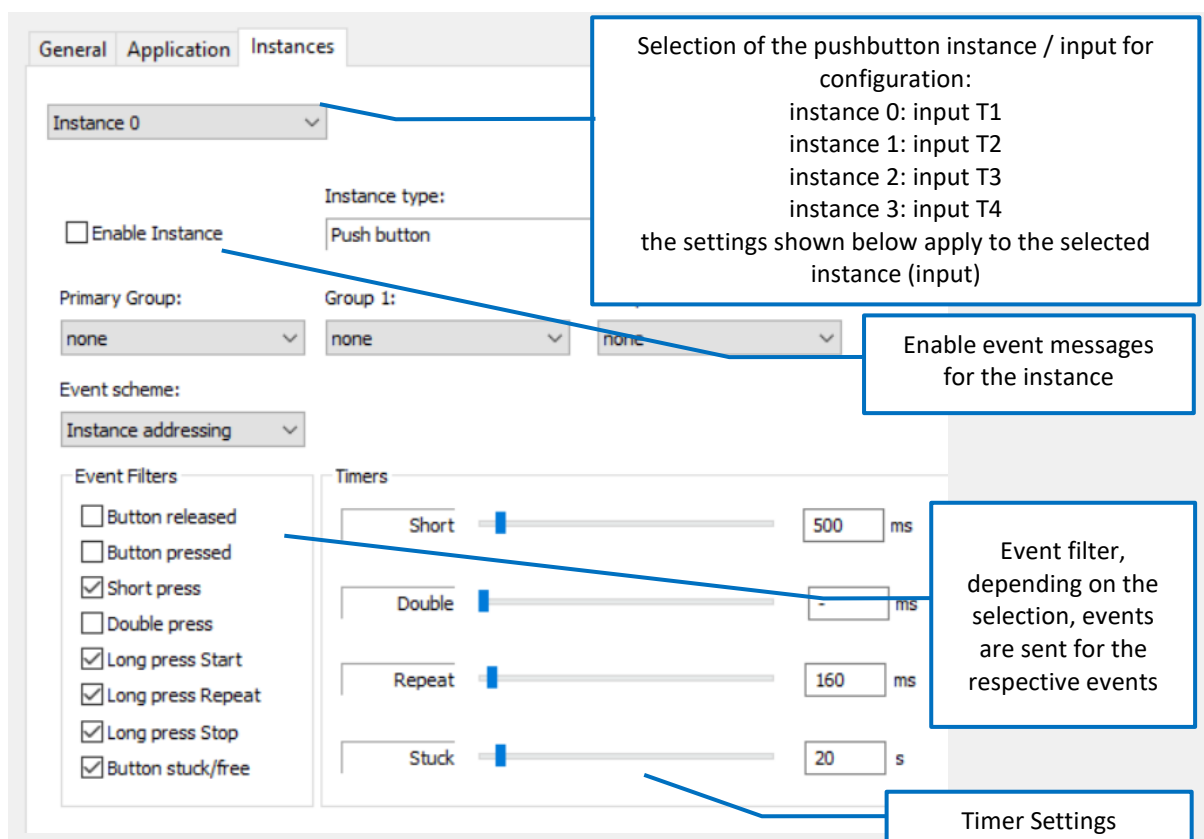 General Application Instances
Selection of the pushbutton instance / input for
configuration:
instance 0: input T1
instance 1: input T2
instance 2: input T3
instance 3: input T4
the settings shown below apply to the selected
instance (input)
Instance 0
Instance type:
Enable Instance
Push button
Primary Group:
Group 1:
none
none
none
Enable event messages
for the instance
Event scheme:
Instance addressing
Event Filters
Button released
Button pressed
Short press
Double press
Long press Start
Long press Repeat
Long press Stop
Button stuck/free
Timers
Short 500 ms
Double - ms
Repeat 160 ms
Stuck 20 s
Event filter,
depending on the
selection, events
are sent for the
respective events
Timer Settings